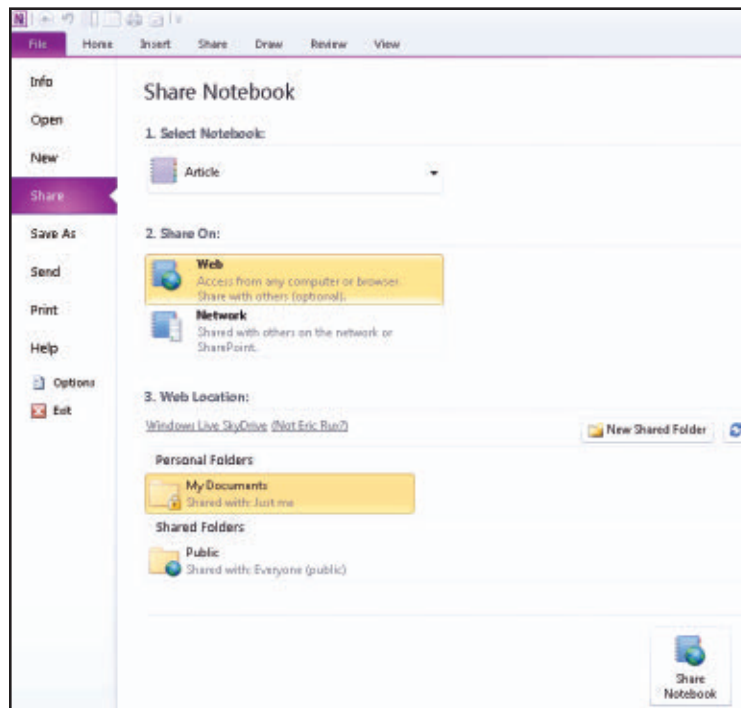 N
File Home Insert Share Draw Review View
Info
Open
New
Share
Save As
Send
Print
Help
Options
Exit
Share Notebook
1. Select Notebook:
Article
2. Share On:
Web
Access from any computer or browser.
Share with others (optional).
Network
Shared with others on the network or
SharePoint.
3. Web Location:
Windows Live SkyDrive (Not Eric
New Shared Folder
Personal Folders
My Documents
Shared with: Just me
Shared Folders
Public
Shared with: Everyone (public)
Share
Notebook